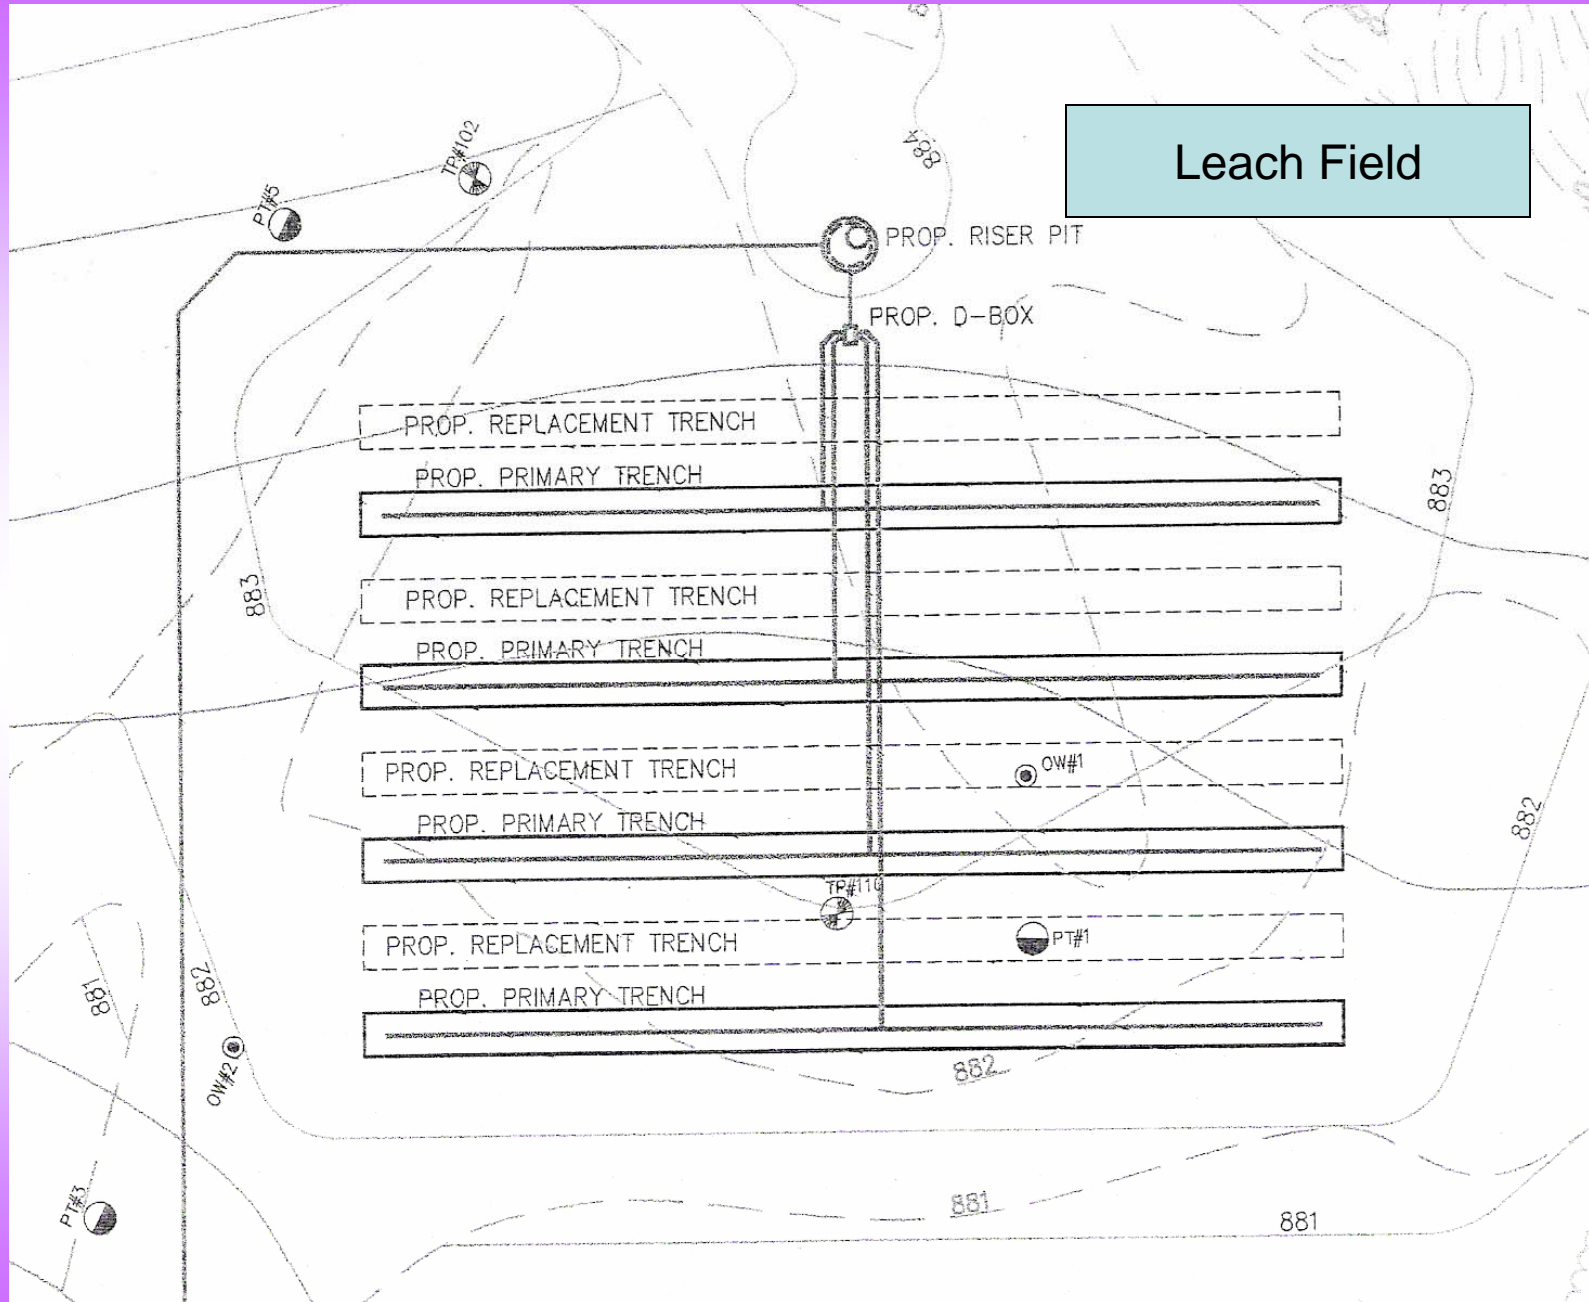 TP#102
884
Leach Field
PT#5
PROP. RISER PIT
PROP. D-BOX
PROP. REPLACEMENT TRENCH
PROP. PRIMARY TRENCH
883
883
PROP. REPLACEMENT TRENCH
PROP. PRIMARY TRENCH
OW#1
PROP. REPLACEMENT TRENCH
882
PROP. PRIMARY TRENCH
TP#110
PROP. REPLACEMENT TRENCH
PT#1
881
882
PROP. PRIMARY TRENCH
OW#2
882
PT#3
881
881